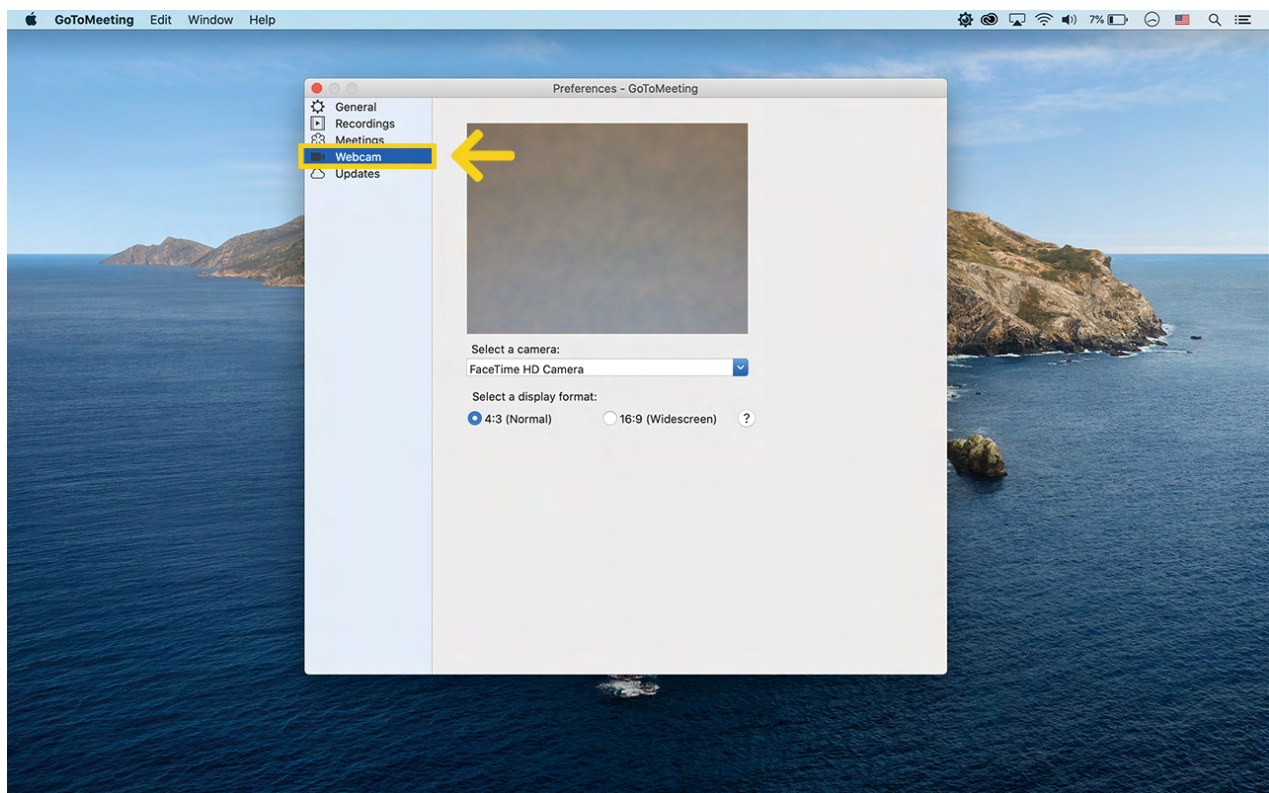 GoToMeeting Edit Window Help 7%
Preferences - GoToMeeting
General
Recordings
Meetings
Webcam
Updates
Select a camera:
FaceTime HD Camera
Select a display format:
4:3 (Normal) 16:9 (Widescreen) ?